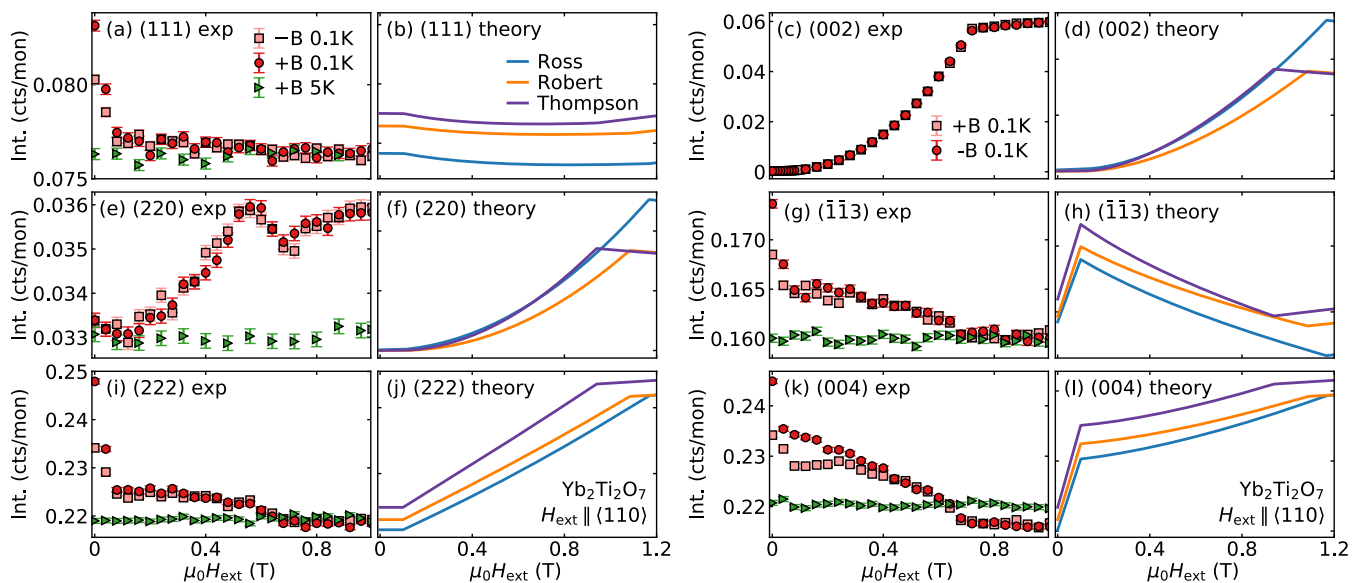 (a) (111) exp
−B 0.1K
+B 0.1K
+B 5K
0.080
0.075
Int. (cts/mon)
(b) (111) theory
Ross
Robert
Thompson
(c) (002) exp
+B 0.1K
-B 0.1K
0.06
0.04
0.02
0
Int. (cts/mon)
(d) (002) theory
(e) (220) exp
0.036
0.035
0.034
0.033
Int. (cts/mon)
(f) (220) theory
(g) (1̄1̄3) exp
0.170
0.165
0.160
Int. (cts/mon)
(h) (1̄1̄3) theory
(i) (222) exp
0.25
0.24
0.23
0.22
Int. (cts/mon)
0
0.4
0.8
μ₀Hext (T)
(j) (222) theory
Yb₂Ti₂O₇
Hext ∥ ⟨110⟩
0
0.4
0.8
1.2
μ₀Hext (T)
(k) (004) exp
0.24
0.23
0.22
Int. (cts/mon)
0
0.4
0.8
μ₀Hext (T)
(l) (004) theory
Yb₂Ti₂O₇
Hext ∥ ⟨110⟩
0
0.4
0.8
1.2
μ₀Hext (T)